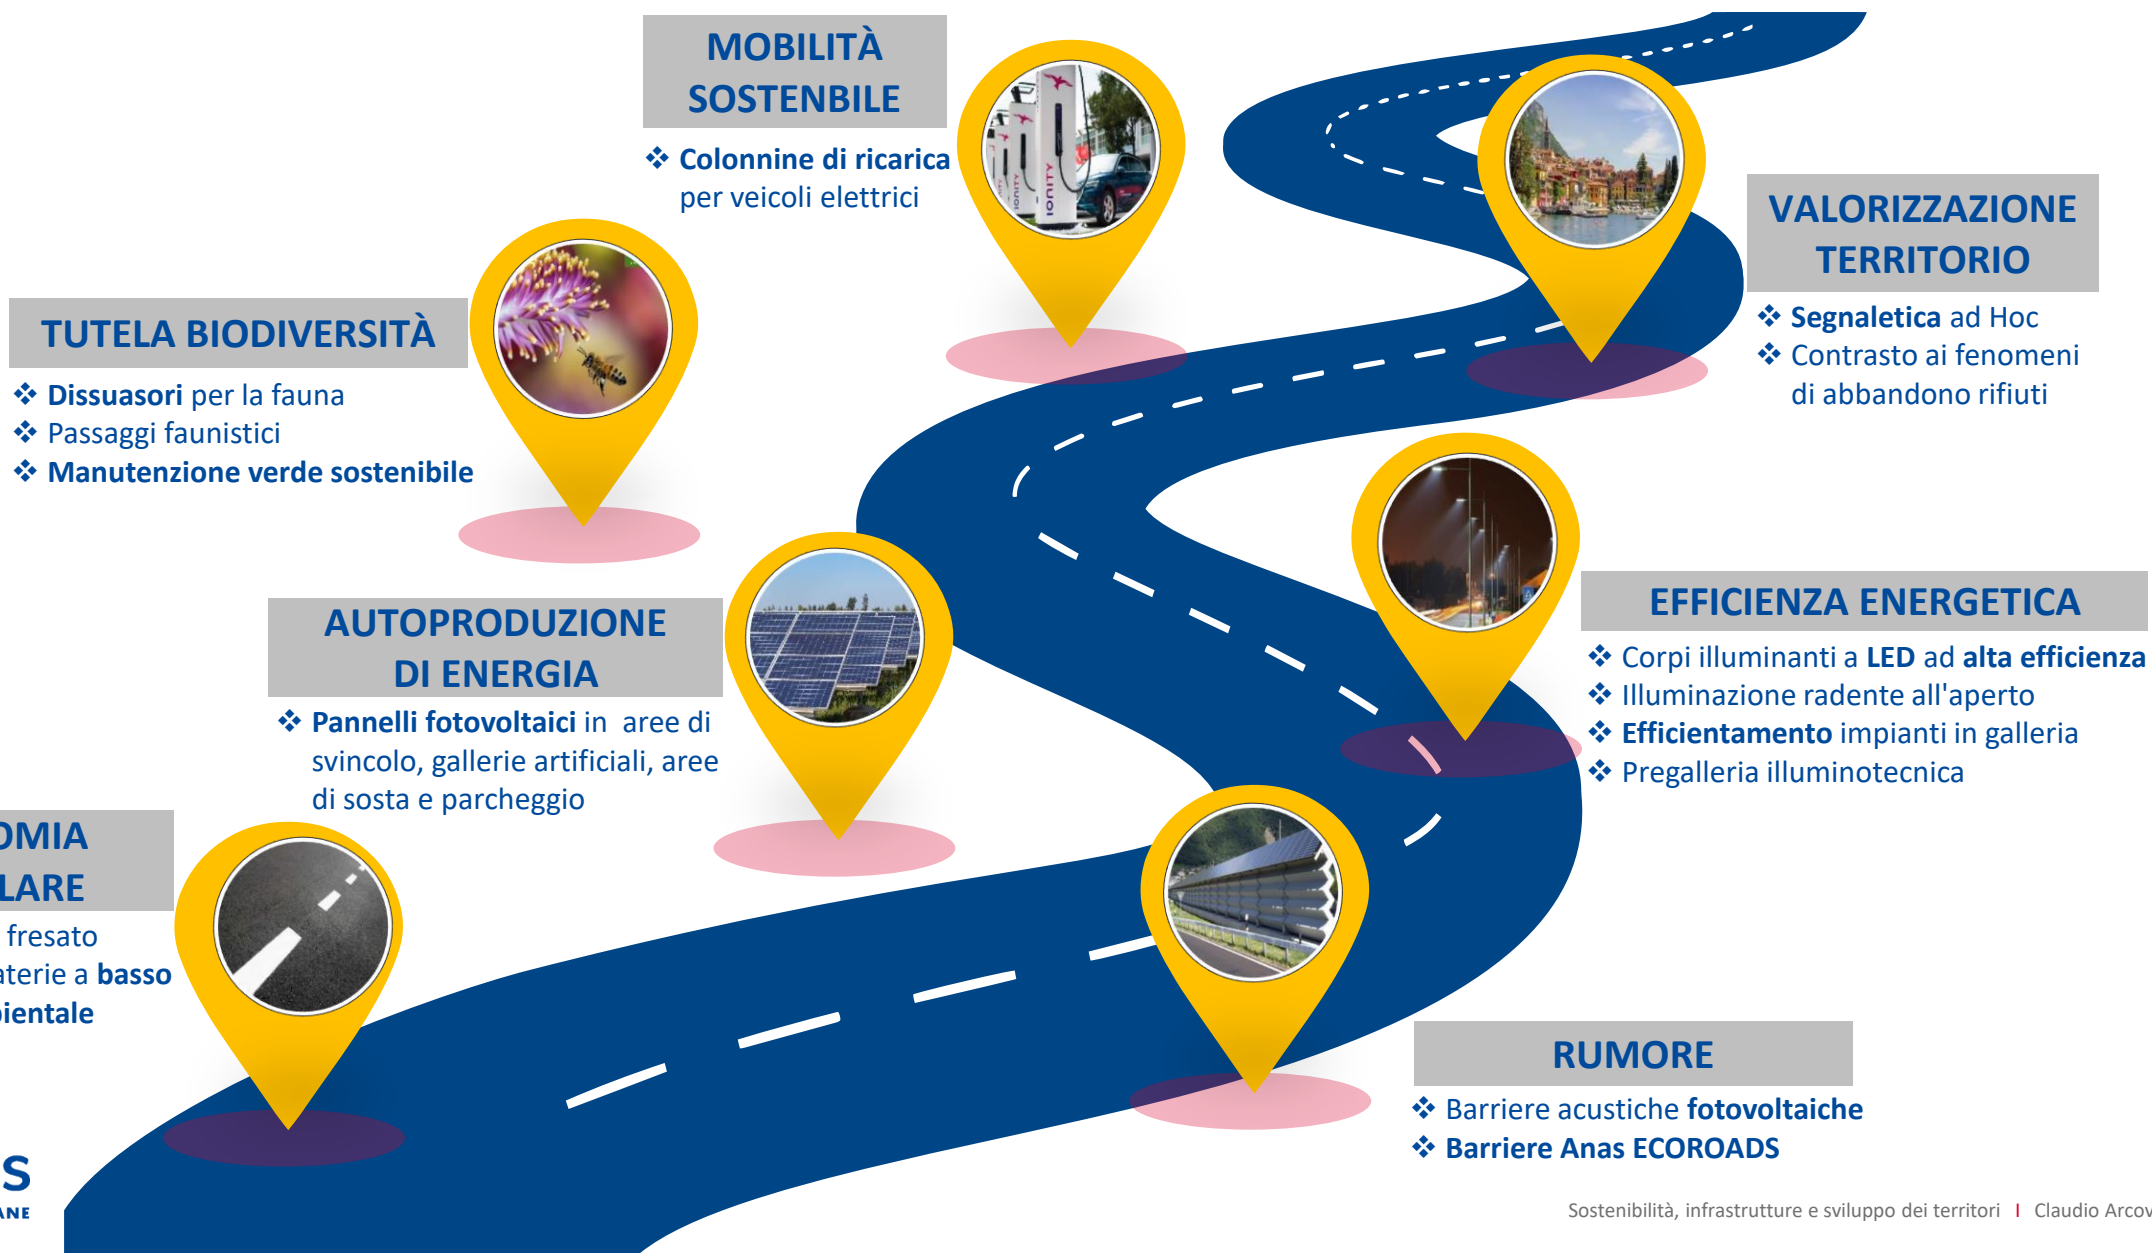 MOBILITÀ
SOSTENBILE
❖ Colonnine di ricarica
per veicoli elettrici
VALORIZZAZIONE
TERRITORIO
❖ Segnaletica ad Hoc
❖ Contrasto ai fenomeni
di abbandono rifiuti
TUTELA BIODIVERSITÀ
❖ Dissuasori per la fauna
❖ Passaggi faunistici
❖ Manutenzione verde sostenibile
AUTOPRODUZIONE
DI ENERGIA
❖ Pannelli fotovoltaici in aree di
svincolo, gallerie artificiali, aree
di sosta e parcheggio
EFFICIENZA ENERGETICA
❖ Corpi illuminanti a LED ad alta efficienza
❖ Illuminazione radente all'aperto
❖ Efficientamento impianti in galleria
❖ Pregalleria illuminotecnica
fresato
a basso
RUMORE
❖ Barriere acustiche fotovoltaiche
❖ Barriere Anas ECOROADS
IONITY
IONITY
Sostenibilità, infrastrutture e sviluppo dei territori I Claudio